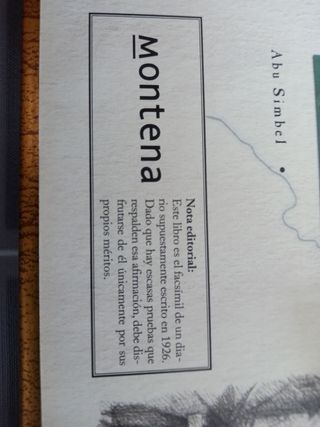 Abu Simbel
Montena
Nota editorial:
Este libro es el facsímil de un dia-
rio supuestamente escrito en 1926.
Dado que hay escasas pruebas que
respalden esa afirmación, debe dis-
frutarse de él únicamente por sus
propios méritos.